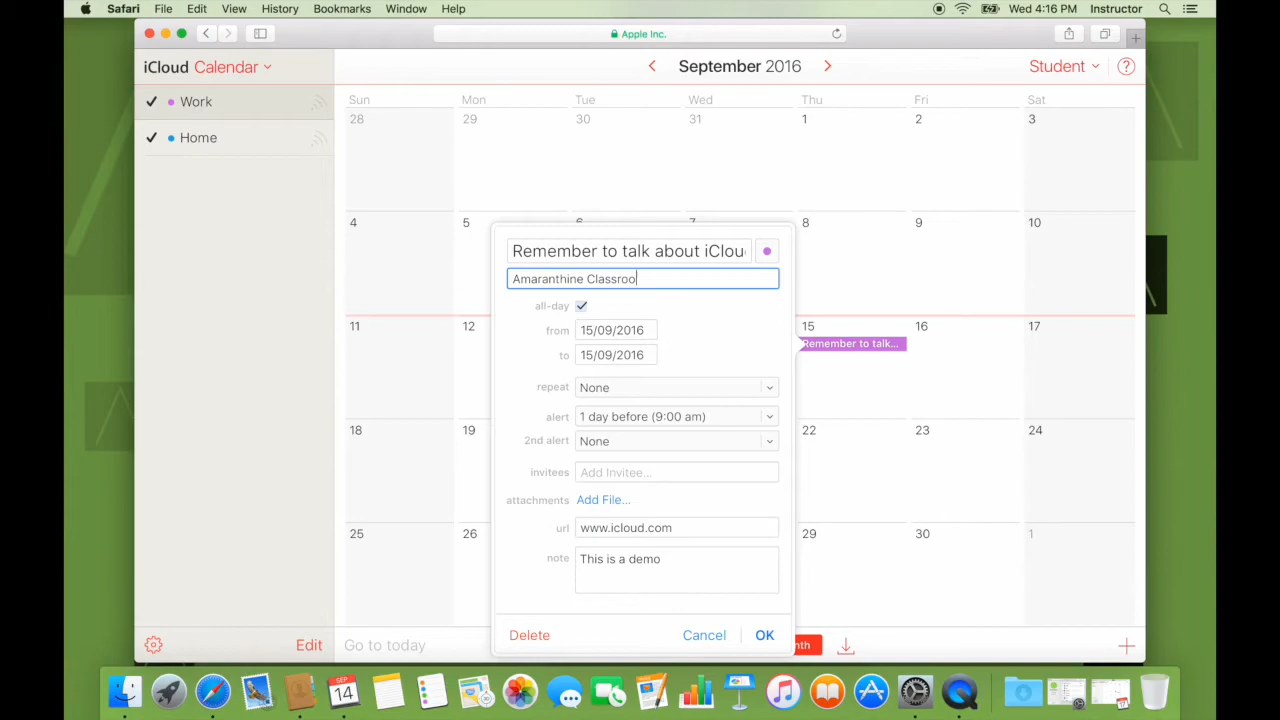 Safari File Edit View History Bookmarks Window Help Wed 4:16 PM Instructor
Apple Inc.
iCloud Calendar September 2016 Student ?
Work
Home
Sun Mon Tue Wed Thu Fri Sat
28 29 30 31 1 2 3
4 5 8 9 10
Remember to talk about iClou
Amaranthine Classroo
all-day
from 15/09/2016
to 15/09/2016
repeat None
alert 1 day before (9:00 am)
2nd alert None
invitees Add Invitee...
attachments Add File...
url www.icloud.com
note This is a demo
Delete Cancel OK
11 12 15 16 17
Remember to talk...
18 19 22 23 24
25 26 29 30 1
Edit Go to today nth
SEP
14
17